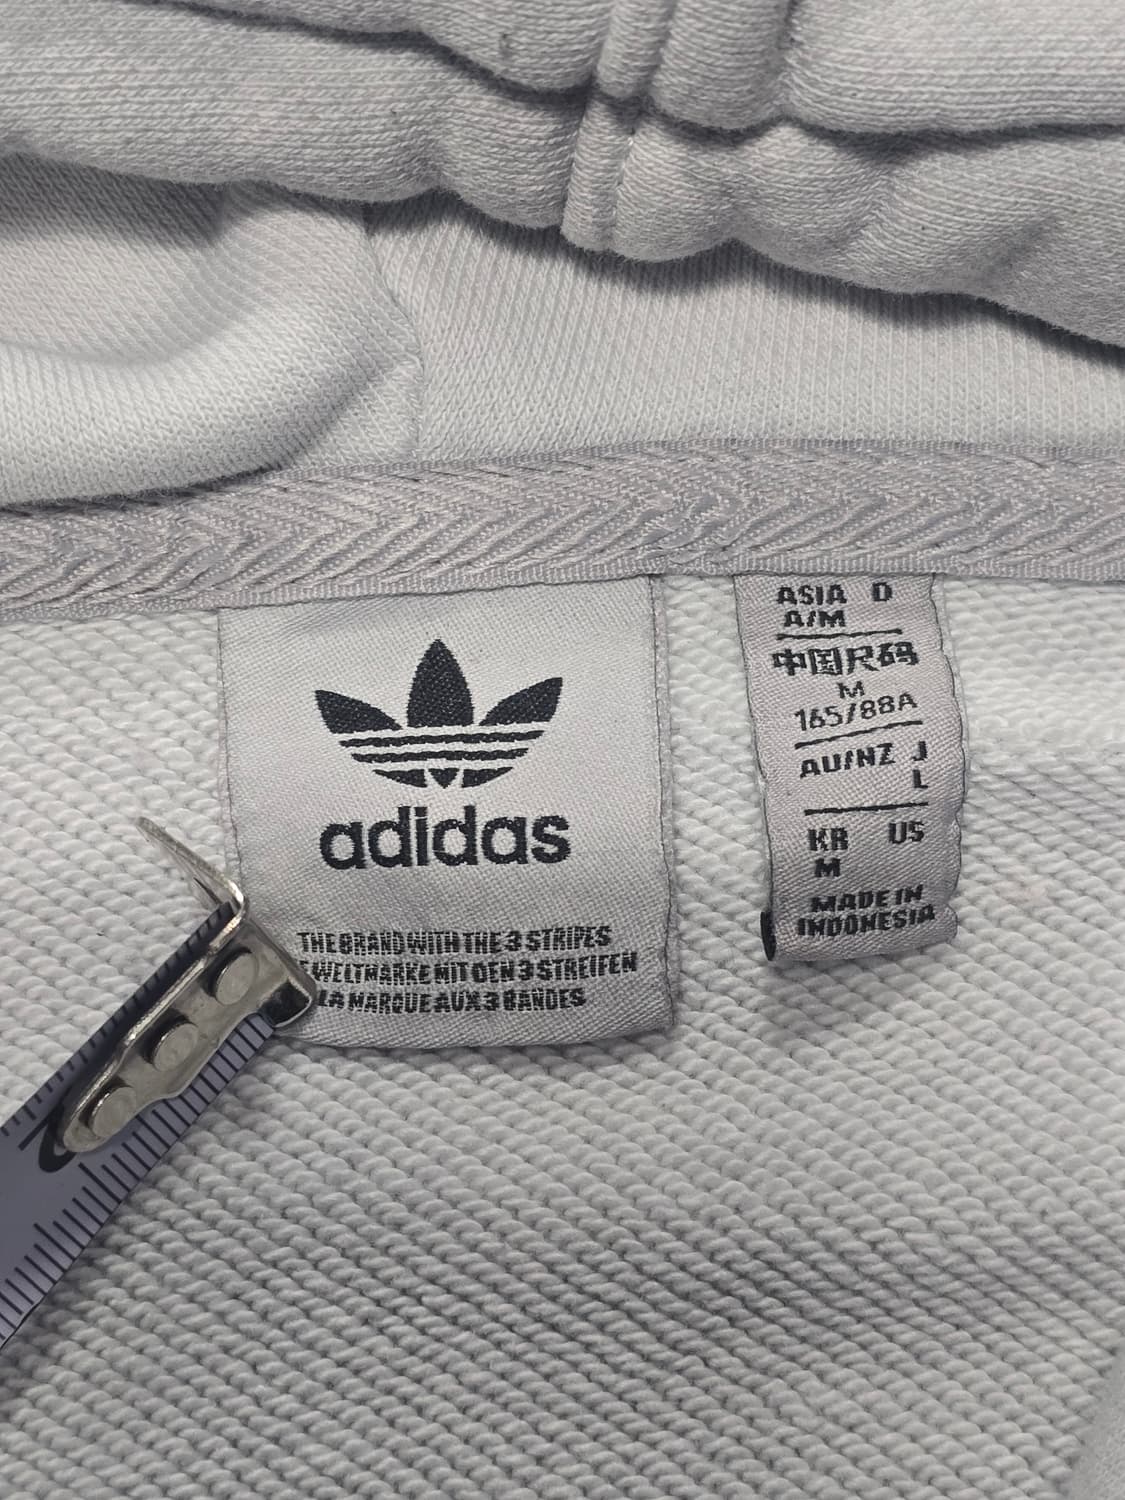 adidas
THE BRAND WITH THE 3 STRIPES
WELTMARKE MIT DEN 3 STREIFEN
LA MARQUE AUX 3 BANDES
ASIA D
A/M
中国尺码
M
165/88A
AU/NZ J
L
KR US
M
MADE IN
INDONESIA